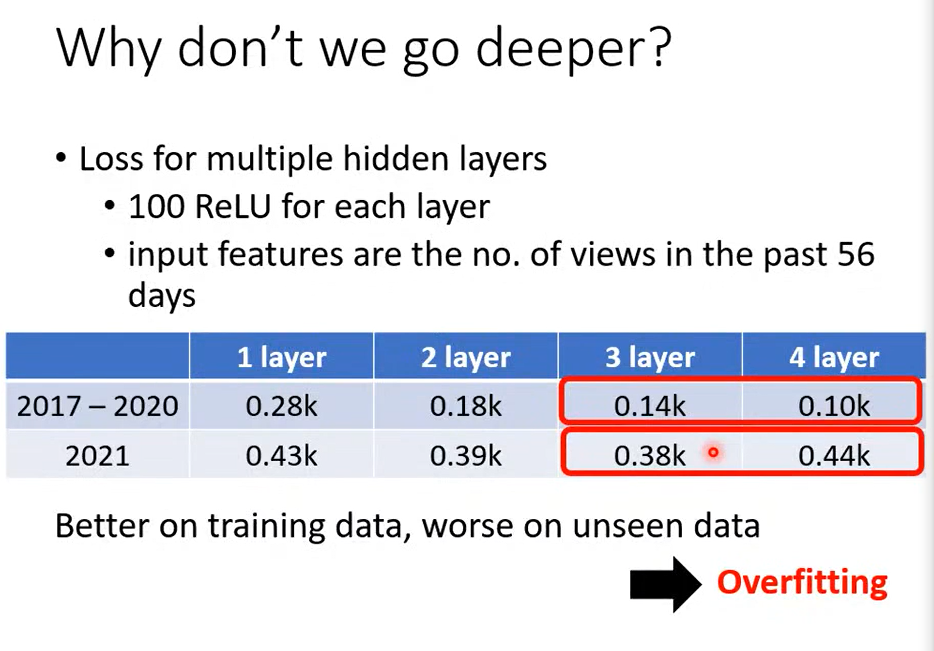 Why don't we go deeper?
• Loss for multiple hidden layers
• 100 ReLU for each layer
• input features are the no. of views in the past 56
days
1 layer 2 layer 3 layer 4 layer
2017 – 2020 0.28k 0.18k 0.14k 0.10k
2021 0.43k 0.39k 0.38k 0.44k
Better on training data, worse on unseen data
Overfitting